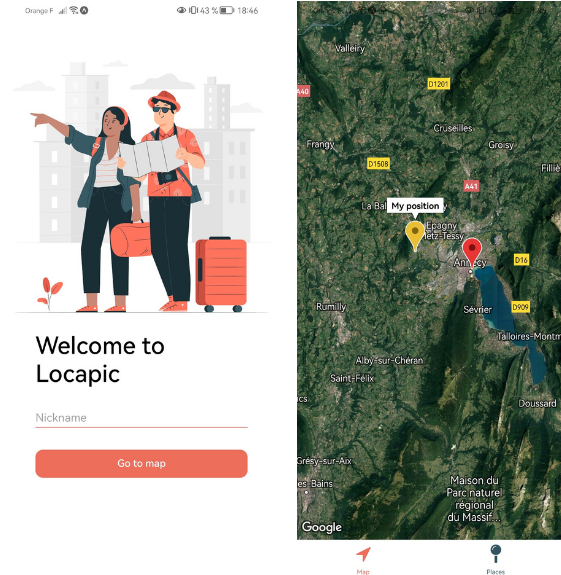 Orange F
43 %
18:46
Welcome to
Locapic
Nickname
Go to map
Valleiry
D1201
A40
Cruseilles
Frangy
Groisy
D1508
Filliè
A41
La Bal
My position
Epagny
Metz-Tessy
Annecy
D16
Rumilly
Sévrier
D909
Talloires-Montm
Alby-sur-Chéran
Saint-Félix
Doussard
Grésy-sur-Aix
es Bains
Maison du
Parc naturel
régional
du Massif...
Google
Map
Places